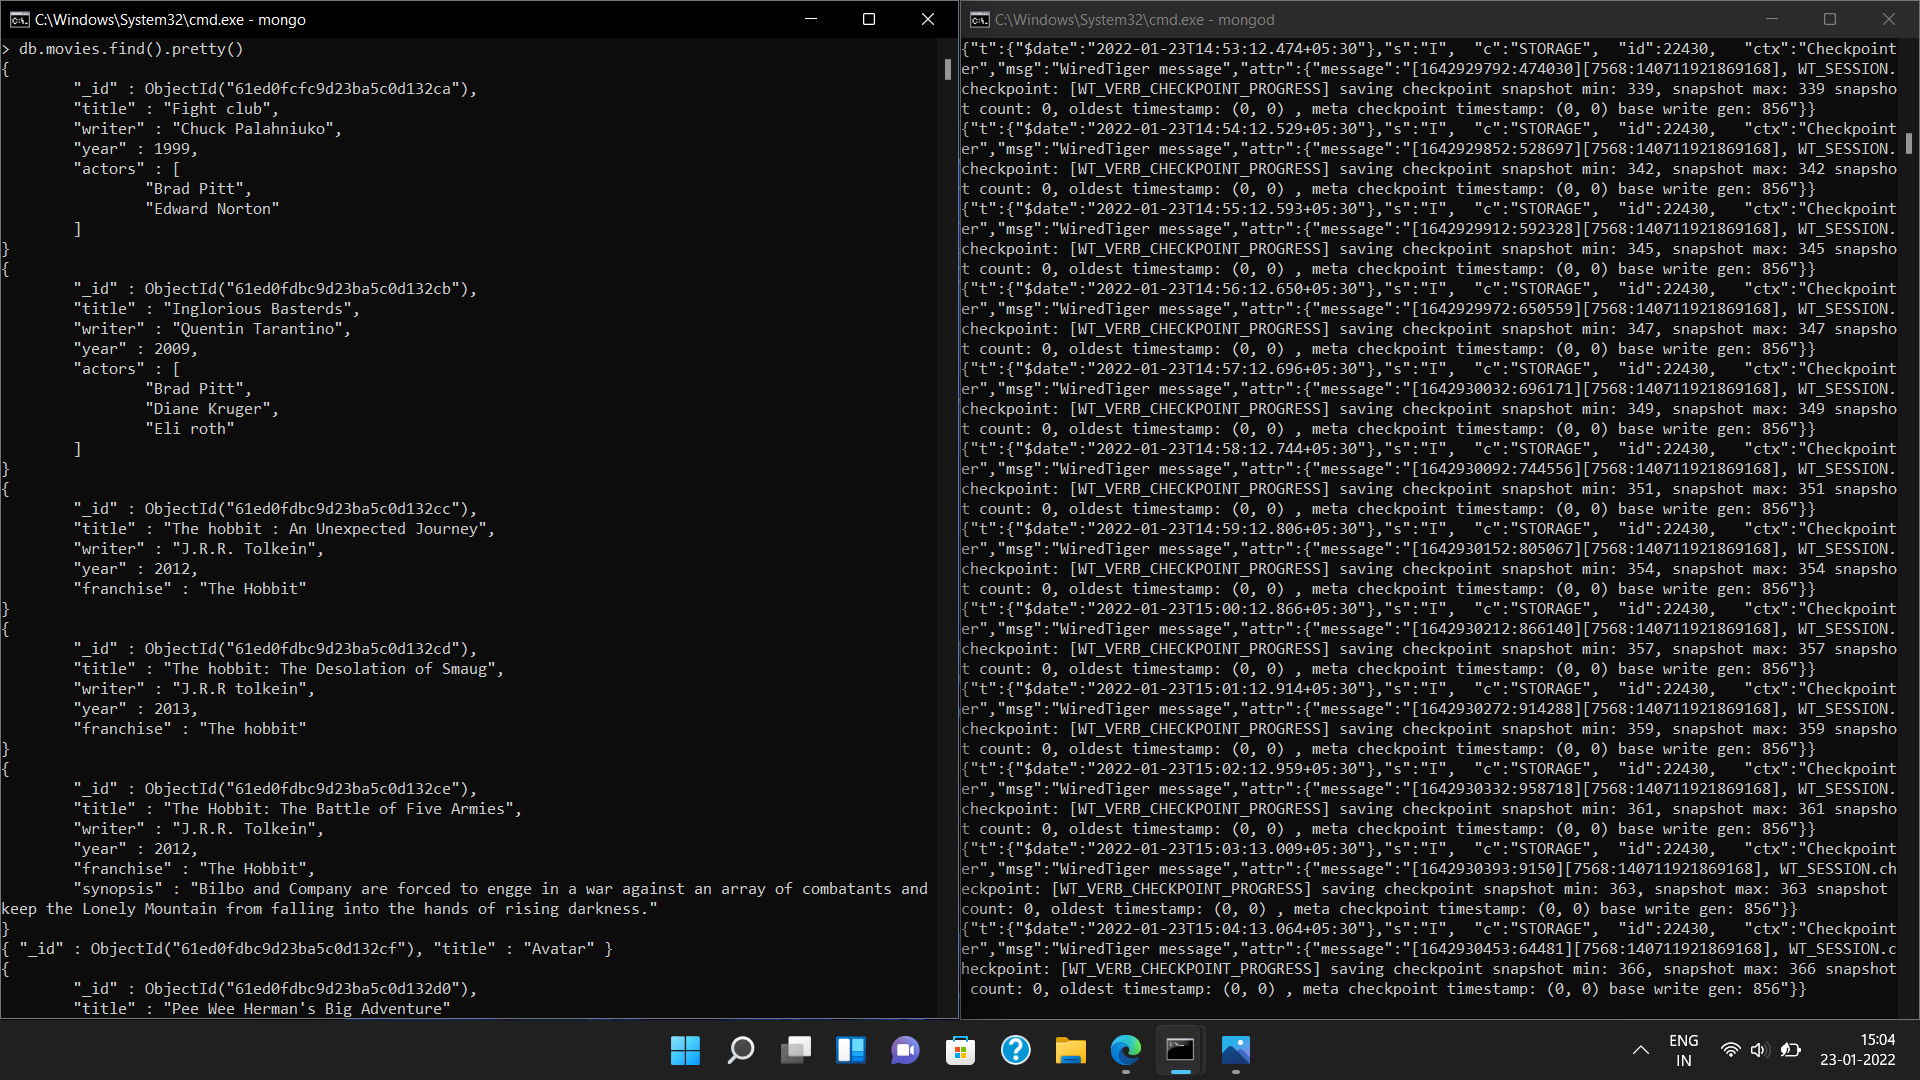 C:\Windows\System32\cmd.exe - mongo
> db.movies.find().pretty()
{
"_id" : ObjectId("61ed0fcfc9d23ba5c0d132ca"),
"title" : "Fight club",
"writer" : "Chuck Palahniuko",
"year" : 1999,
"actors" : [
"Brad Pitt",
"Edward Norton"
]
}
{
"_id" : ObjectId("61ed0fdbc9d23ba5c0d132cb"),
"title" : "Inglorious Basterds",
"writer" : "Quentin Tarantino",
"year" : 2009,
"actors" : [
"Brad Pitt",
"Diane Kruger",
"Eli roth"
]
}
{
"_id" : ObjectId("61ed0fdbc9d23ba5c0d132cc"),
"title" : "The hobbit : An Unexpected Journey",
"writer" : "J.R.R. Tolkein",
"year" : 2012,
"franchise" : "The Hobbit"
}
{
"_id" : ObjectId("61ed0fdbc9d23ba5c0d132cd"),
"title" : "The hobbit: The Desolation of Smaug",
"writer" : "J.R.R tolkein",
"year" : 2013,
"franchise" : "The hobbit"
}
{
"_id" : ObjectId("61ed0fdbc9d23ba5c0d132ce"),
"title" : "The Hobbit: The Battle of Five Armies",
"writer" : "J.R.R. Tolkein",
"year" : 2012,
"franchise" : "The Hobbit",
"synopsis" : "Bilbo and Company are forced to engge in a war against an array of combatants and
keep the Lonely Mountain from falling into the hands of rising darkness."
}
{ "_id" : ObjectId("61ed0fdbc9d23ba5c0d132cf"), "title" : "Avatar" }
{
"_id" : ObjectId("61ed0fdbc9d23ba5c0d132d0"),
"title" : "Pee Wee Herman's Big Adventure"
C:\Windows\System32\cmd.exe - mongod
{"t":{"$date":"2022-01-23T14:53:12.474+05:30"},"s":"I", "c":"STORAGE", "id":22430, "ctx":"Checkpoint
er","msg":"WiredTiger message","attr":{"message":"[1642929792:474030][7568:140711921869168], WT_SESSION.
checkpoint: [WT_VERB_CHECKPOINT_PROGRESS] saving checkpoint snapshot min: 339, snapshot max: 339 snapsho
t count: 0, oldest timestamp: (0, 0) , meta checkpoint timestamp: (0, 0) base write gen: 856"}}
{"t":{"$date":"2022-01-23T14:54:12.529+05:30"},"s":"I", "c":"STORAGE", "id":22430, "ctx":"Checkpoint
er","msg":"WiredTiger message","attr":{"message":"[1642929852:528697][7568:140711921869168], WT_SESSION.
checkpoint: [WT_VERB_CHECKPOINT_PROGRESS] saving checkpoint snapshot min: 342, snapshot max: 342 snapsho
t count: 0, oldest timestamp: (0, 0) , meta checkpoint timestamp: (0, 0) base write gen: 856"}}
{"t":{"$date":"2022-01-23T14:55:12.593+05:30"},"s":"I", "c":"STORAGE", "id":22430, "ctx":"Checkpoint
er","msg":"WiredTiger message","attr":{"message":"[1642929912:592328][7568:140711921869168], WT_SESSION.
checkpoint: [WT_VERB_CHECKPOINT_PROGRESS] saving checkpoint snapshot min: 345, snapshot max: 345 snapsho
t count: 0, oldest timestamp: (0, 0) , meta checkpoint timestamp: (0, 0) base write gen: 856"}}
{"t":{"$date":"2022-01-23T14:56:12.650+05:30"},"s":"I", "c":"STORAGE", "id":22430, "ctx":"Checkpoint
er","msg":"WiredTiger message","attr":{"message":"[1642929972:650559][7568:140711921869168], WT_SESSION.
checkpoint: [WT_VERB_CHECKPOINT_PROGRESS] saving checkpoint snapshot min: 347, snapshot max: 347 snapsho
t count: 0, oldest timestamp: (0, 0) , meta checkpoint timestamp: (0, 0) base write gen: 856"}}
{"t":{"$date":"2022-01-23T14:57:12.696+05:30"},"s":"I", "c":"STORAGE", "id":22430, "ctx":"Checkpoint
er","msg":"WiredTiger message","attr":{"message":"[1642930032:696171][7568:140711921869168], WT_SESSION.
checkpoint: [WT_VERB_CHECKPOINT_PROGRESS] saving checkpoint snapshot min: 349, snapshot max: 349 snapsho
t count: 0, oldest timestamp: (0, 0) , meta checkpoint timestamp: (0, 0) base write gen: 856"}}
{"t":{"$date":"2022-01-23T14:58:12.744+05:30"},"s":"I", "c":"STORAGE", "id":22430, "ctx":"Checkpoint
er","msg":"WiredTiger message","attr":{"message":"[1642930092:744556][7568:140711921869168], WT_SESSION.
checkpoint: [WT_VERB_CHECKPOINT_PROGRESS] saving checkpoint snapshot min: 351, snapshot max: 351 snapsho
t count: 0, oldest timestamp: (0, 0) , meta checkpoint timestamp: (0, 0) base write gen: 856"}}
{"t":{"$date":"2022-01-23T14:59:12.806+05:30"},"s":"I", "c":"STORAGE", "id":22430, "ctx":"Checkpoint
er","msg":"WiredTiger message","attr":{"message":"[1642930152:805067][7568:140711921869168], WT_SESSION.
checkpoint: [WT_VERB_CHECKPOINT_PROGRESS] saving checkpoint snapshot min: 354, snapshot max: 354 snapsho
t count: 0, oldest timestamp: (0, 0) , meta checkpoint timestamp: (0, 0) base write gen: 856"}}
{"t":{"$date":"2022-01-23T15:00:12.866+05:30"},"s":"I", "c":"STORAGE", "id":22430, "ctx":"Checkpoint
er","msg":"WiredTiger message","attr":{"message":"[1642930212:866140][7568:140711921869168], WT_SESSION.
checkpoint: [WT_VERB_CHECKPOINT_PROGRESS] saving checkpoint snapshot min: 357, snapshot max: 357 snapsho
t count: 0, oldest timestamp: (0, 0) , meta checkpoint timestamp: (0, 0) base write gen: 856"}}
{"t":{"$date":"2022-01-23T15:01:12.914+05:30"},"s":"I", "c":"STORAGE", "id":22430, "ctx":"Checkpoint
er","msg":"WiredTiger message","attr":{"message":"[1642930272:914288][7568:140711921869168], WT_SESSION.
checkpoint: [WT_VERB_CHECKPOINT_PROGRESS] saving checkpoint snapshot min: 359, snapshot max: 359 snapsho
t count: 0, oldest timestamp: (0, 0) , meta checkpoint timestamp: (0, 0) base write gen: 856"}}
{"t":{"$date":"2022-01-23T15:02:12.959+05:30"},"s":"I", "c":"STORAGE", "id":22430, "ctx":"Checkpoint
er","msg":"WiredTiger message","attr":{"message":"[1642930332:958718][7568:140711921869168], WT_SESSION.
checkpoint: [WT_VERB_CHECKPOINT_PROGRESS] saving checkpoint snapshot min: 361, snapshot max: 361 snapsho
t count: 0, oldest timestamp: (0, 0) , meta checkpoint timestamp: (0, 0) base write gen: 856"}}
{"t":{"$date":"2022-01-23T15:03:13.009+05:30"},"s":"I", "c":"STORAGE", "id":22430, "ctx":"Checkpoint
er","msg":"WiredTiger message","attr":{"message":"[1642930393:9150][7568:140711921869168], WT_SESSION.ch
eckpoint: [WT_VERB_CHECKPOINT_PROGRESS] saving checkpoint snapshot min: 363, snapshot max: 363 snapshot
count: 0, oldest timestamp: (0, 0) , meta checkpoint timestamp: (0, 0) base write gen: 856"}}
{"t":{"$date":"2022-01-23T15:04:13.064+05:30"},"s":"I", "c":"STORAGE", "id":22430, "ctx":"Checkpoint
er","msg":"WiredTiger message","attr":{"message":"[1642930453:64481][7568:140711921869168], WT_SESSION.c
heckpoint: [WT_VERB_CHECKPOINT_PROGRESS] saving checkpoint snapshot min: 366, snapshot max: 366 snapshot
count: 0, oldest timestamp: (0, 0) , meta checkpoint timestamp: (0, 0) base write gen: 856"}}
ENG
IN
15:04
23-01-2022